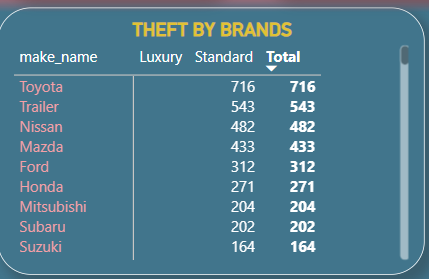 THEFT BY BRANDS
make_name Luxury Standard Total
Toyota 716 716
Trailer 543 543
Nissan 482 482
Mazda 433 433
Ford 312 312
Honda 271 271
Mitsubishi 204 204
Subaru 202 202
Suzuki 164 164